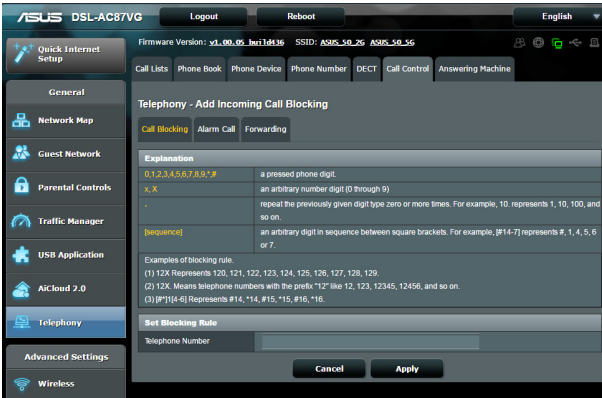 ASUS DSL-AC87VG
Logout
Reboot
English
Quick Internet
Setup
Firmware Version: v1.00.05_build436 SSID: ASUS_50_2G ASUS_50_5G
Call Lists
Phone Book
Phone Device
Phone Number
DECT
Call Control
Answering Machine
General
Network Map
Guest Network
Parental Controls
Traffic Manager
USB Application
AiCloud 2.0
Telephony
Advanced Settings
Wireless
Telephony - Add Incoming Call Blocking
Call Blocking
Alarm Call
Forwarding
Explanation
0,1,2,3,4,5,6,7,8,9,*,# a pressed phone digit.
x, X an arbitrary number digit (0 through 9)
. repeat the previously given digit type zero or more times. For example, 10. represents 1, 10, 100, and
so on.
[sequence] an arbitrary digit in sequence between square brackets. For example, [#14-7] represents #, 1, 4, 5, 6
or 7.
Examples of blocking rule.
(1) 12X Represents 120, 121, 122, 123, 124, 125, 126, 127, 128, 129.
(2) 12X. Means telephone numbers with the prefix "12" like 12, 123, 12345, 12456, and so on.
(3) [#*]1[4-6] Represents #14, *14, #15, *15, #16, *16.
Set Blocking Rule
Telephone Number
Cancel
Apply